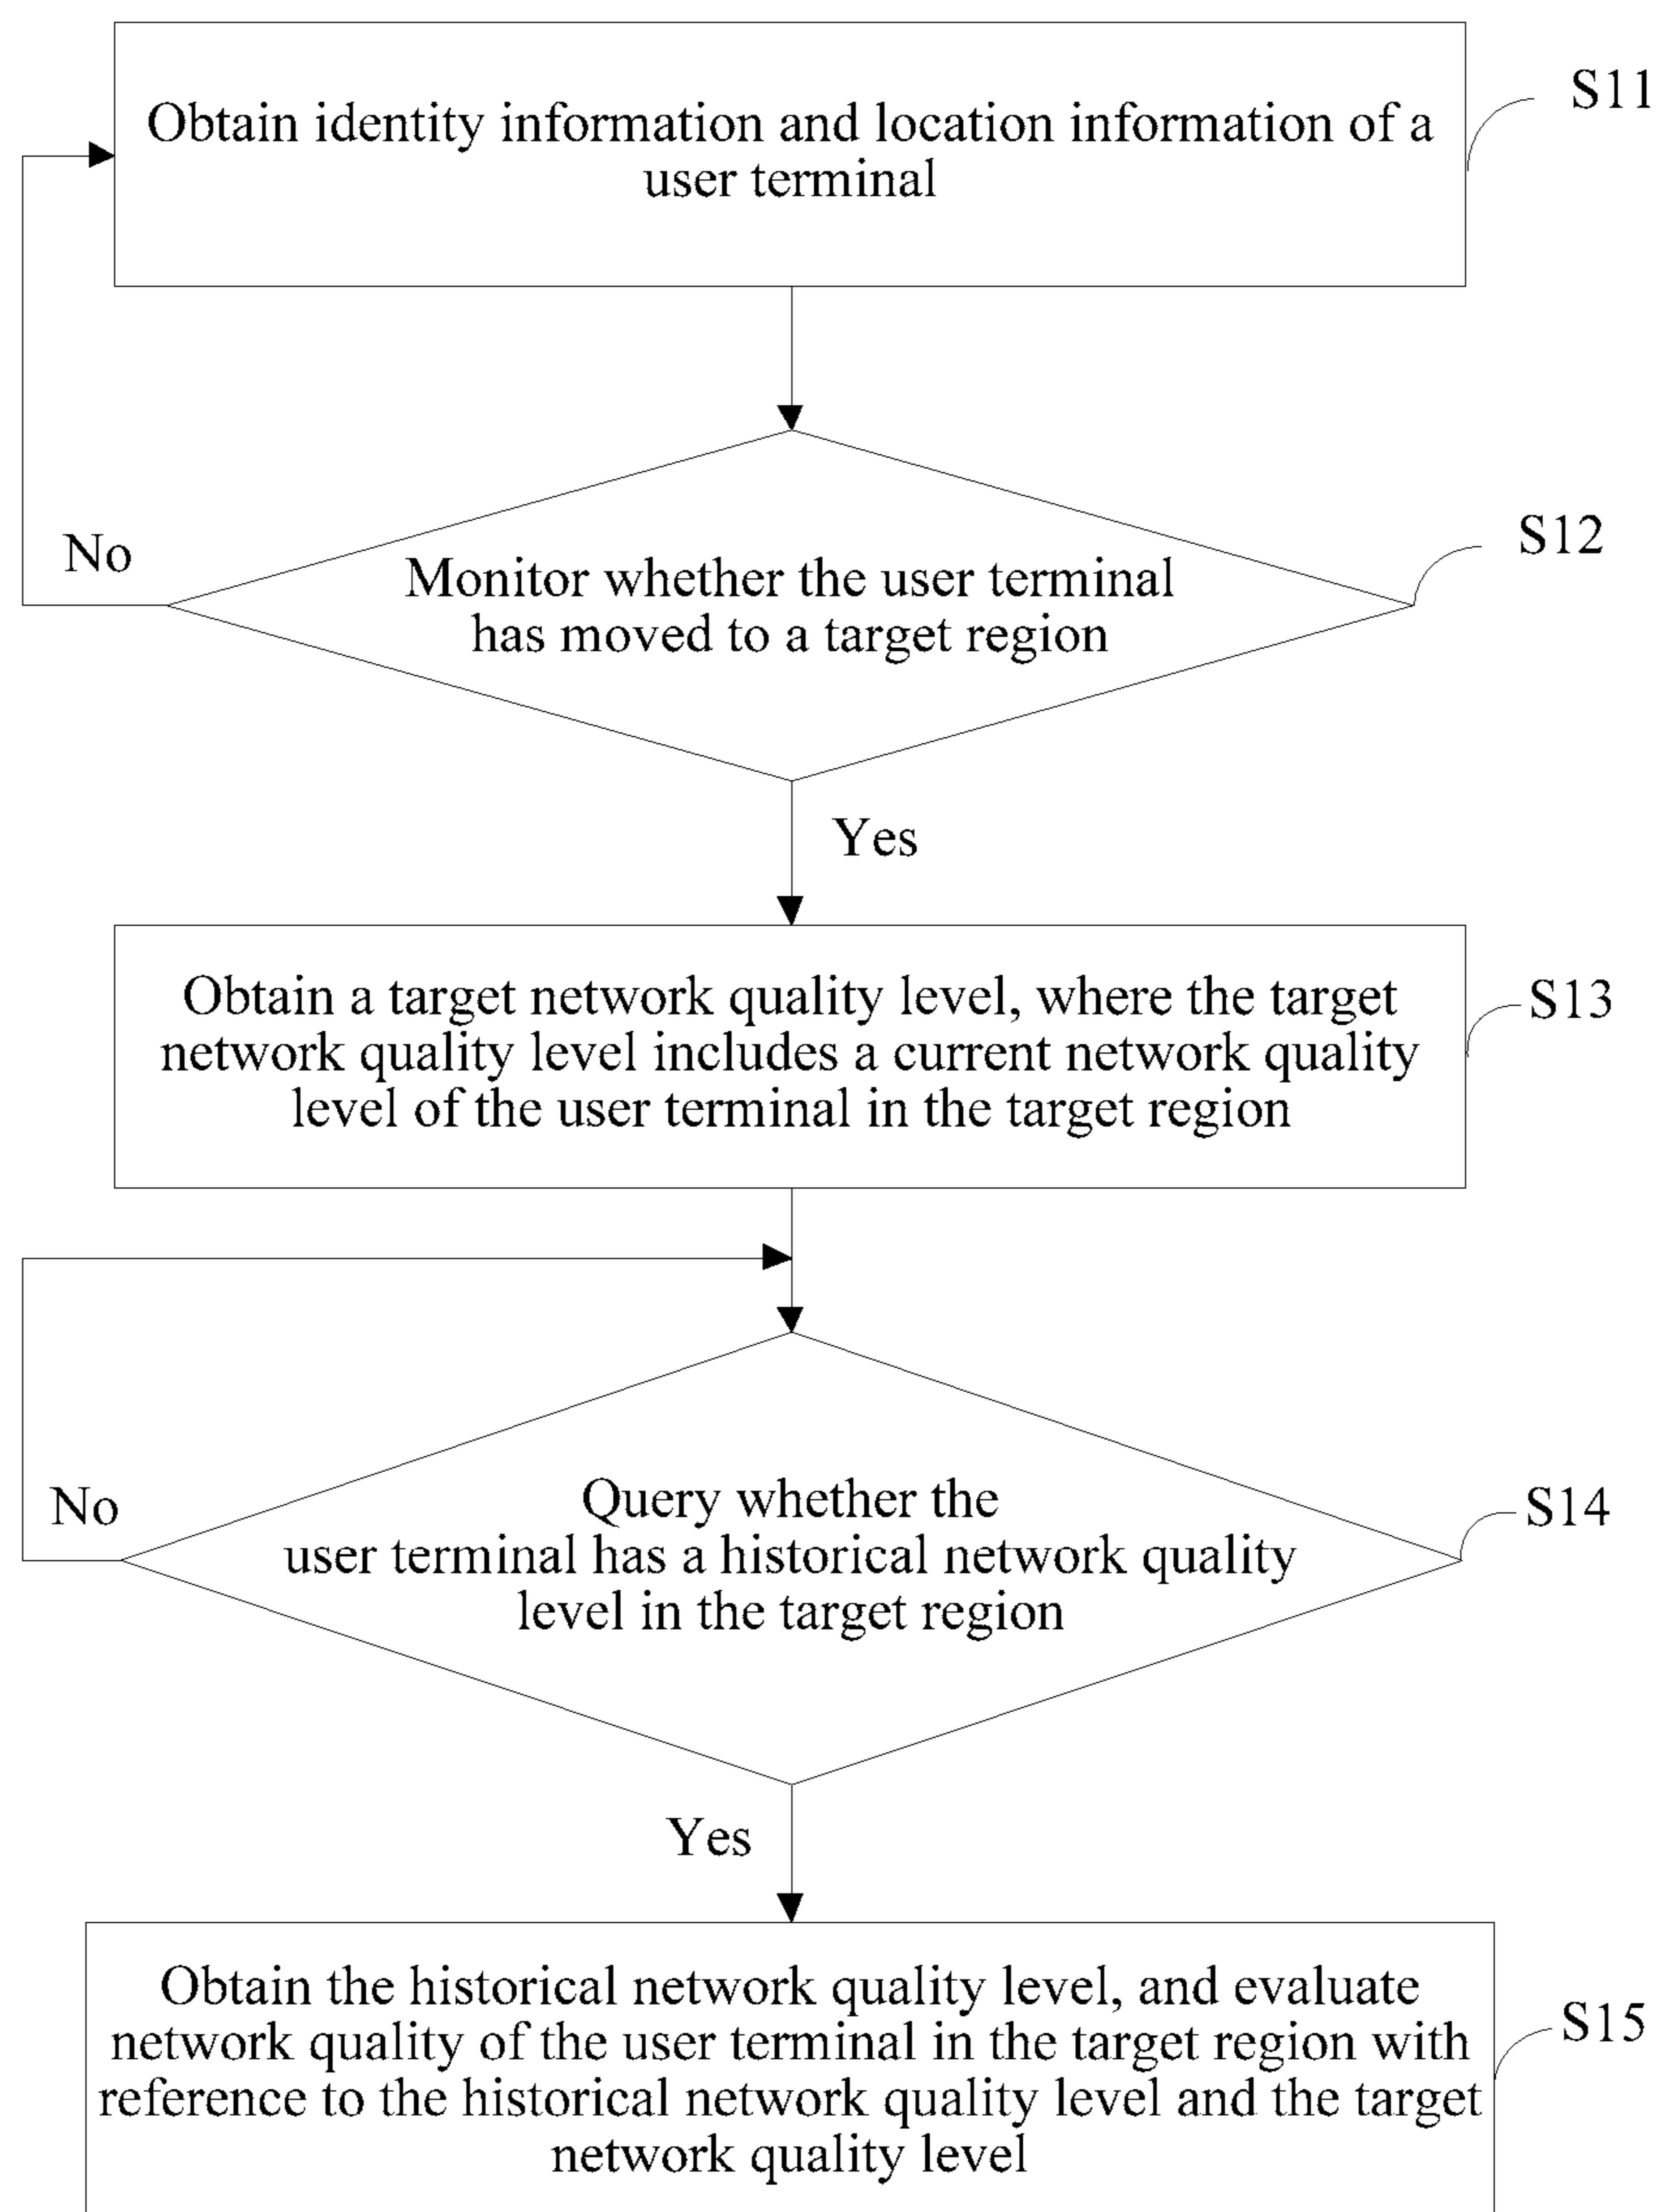 Obtain identity information and location information of a
user terminal
S11
No
Monitor whether the user terminal
has moved to a target region
S12
Yes
Obtain a target network quality level, where the target
network quality level includes a current network quality
level of the user terminal in the target region
S13
No
Query whether the
user terminal has a historical network quality
level in the target region
S14
Yes
Obtain the historical network quality level, and evaluate
network quality of the user terminal in the target region with
reference to the historical network quality level and the target
network quality level
S15